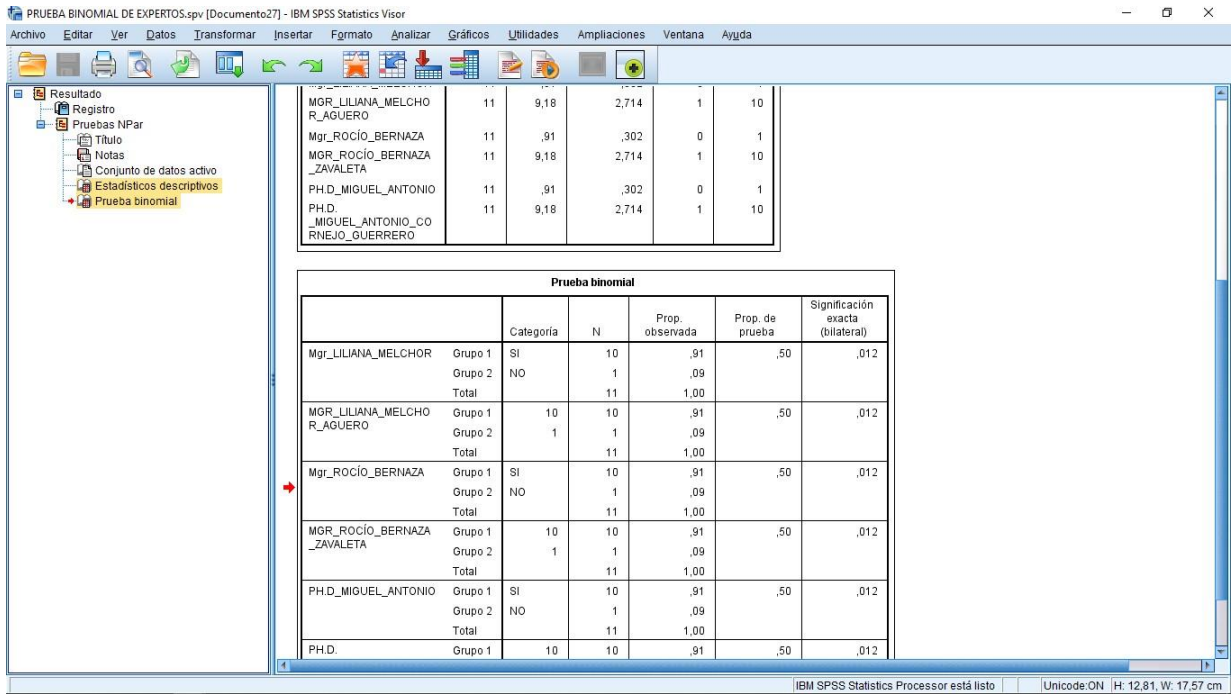 PRUEBA BINOMIAL DE EXPERTOS.spv [Documento27] - IBM SPSS Statistics Visor
Archivo Editar Ver Datos Transformar Insertar Formato Analizar Gráficos Utilidades Ampliaciones Ventana Ayuda
Resultado
Registro
Pruebas NPar
Título
Notas
Conjunto de datos activo
Estadísticos descriptivos
Prueba binomial
MGR_LILIANA_MELCHO 11 9,18 2,714 1 10
R_AGUERO
Mgr_ROCÍO_BERNAZA 11 ,91 ,302 0 1
MGR_ROCÍO_BERNAZA 11 9,18 2,714 1 10
_ZAVALETA
PH.D_MIGUEL_ANTONIO 11 ,91 ,302 0 1
PH.D. 11 9,18 2,714 1 10
_MIGUEL_ANTONIO_CO
RNEJO_GUERRERO
Prueba binomial
Categoría N Prop. observada Prop. de prueba Significación exacta (bilateral)
Mgr_LILIANA_MELCHOR Grupo 1 SI 10 ,91 ,50 ,012
Grupo 2 NO 1 ,09
Total 11 1,00
MGR_LILIANA_MELCHO Grupo 1 10 10 ,91 ,50 ,012
R_AGUERO Grupo 2 1 1 ,09
Total 11 1,00
Mgr_ROCÍO_BERNAZA Grupo 1 SI 10 ,91 ,50 ,012
Grupo 2 NO 1 ,09
Total 11 1,00
MGR_ROCÍO_BERNAZA Grupo 1 10 10 ,91 ,50 ,012
_ZAVALETA Grupo 2 1 1 ,09
Total 11 1,00
PH.D_MIGUEL_ANTONIO Grupo 1 SI 10 ,91 ,50 ,012
Grupo 2 NO 1 ,09
Total 11 1,00
PH.D. Grupo 1 10 10 ,91 ,50 ,012
IBM SPSS Statistics Processor está listo Unicode:ON H: 12,81, W: 17,57 cm